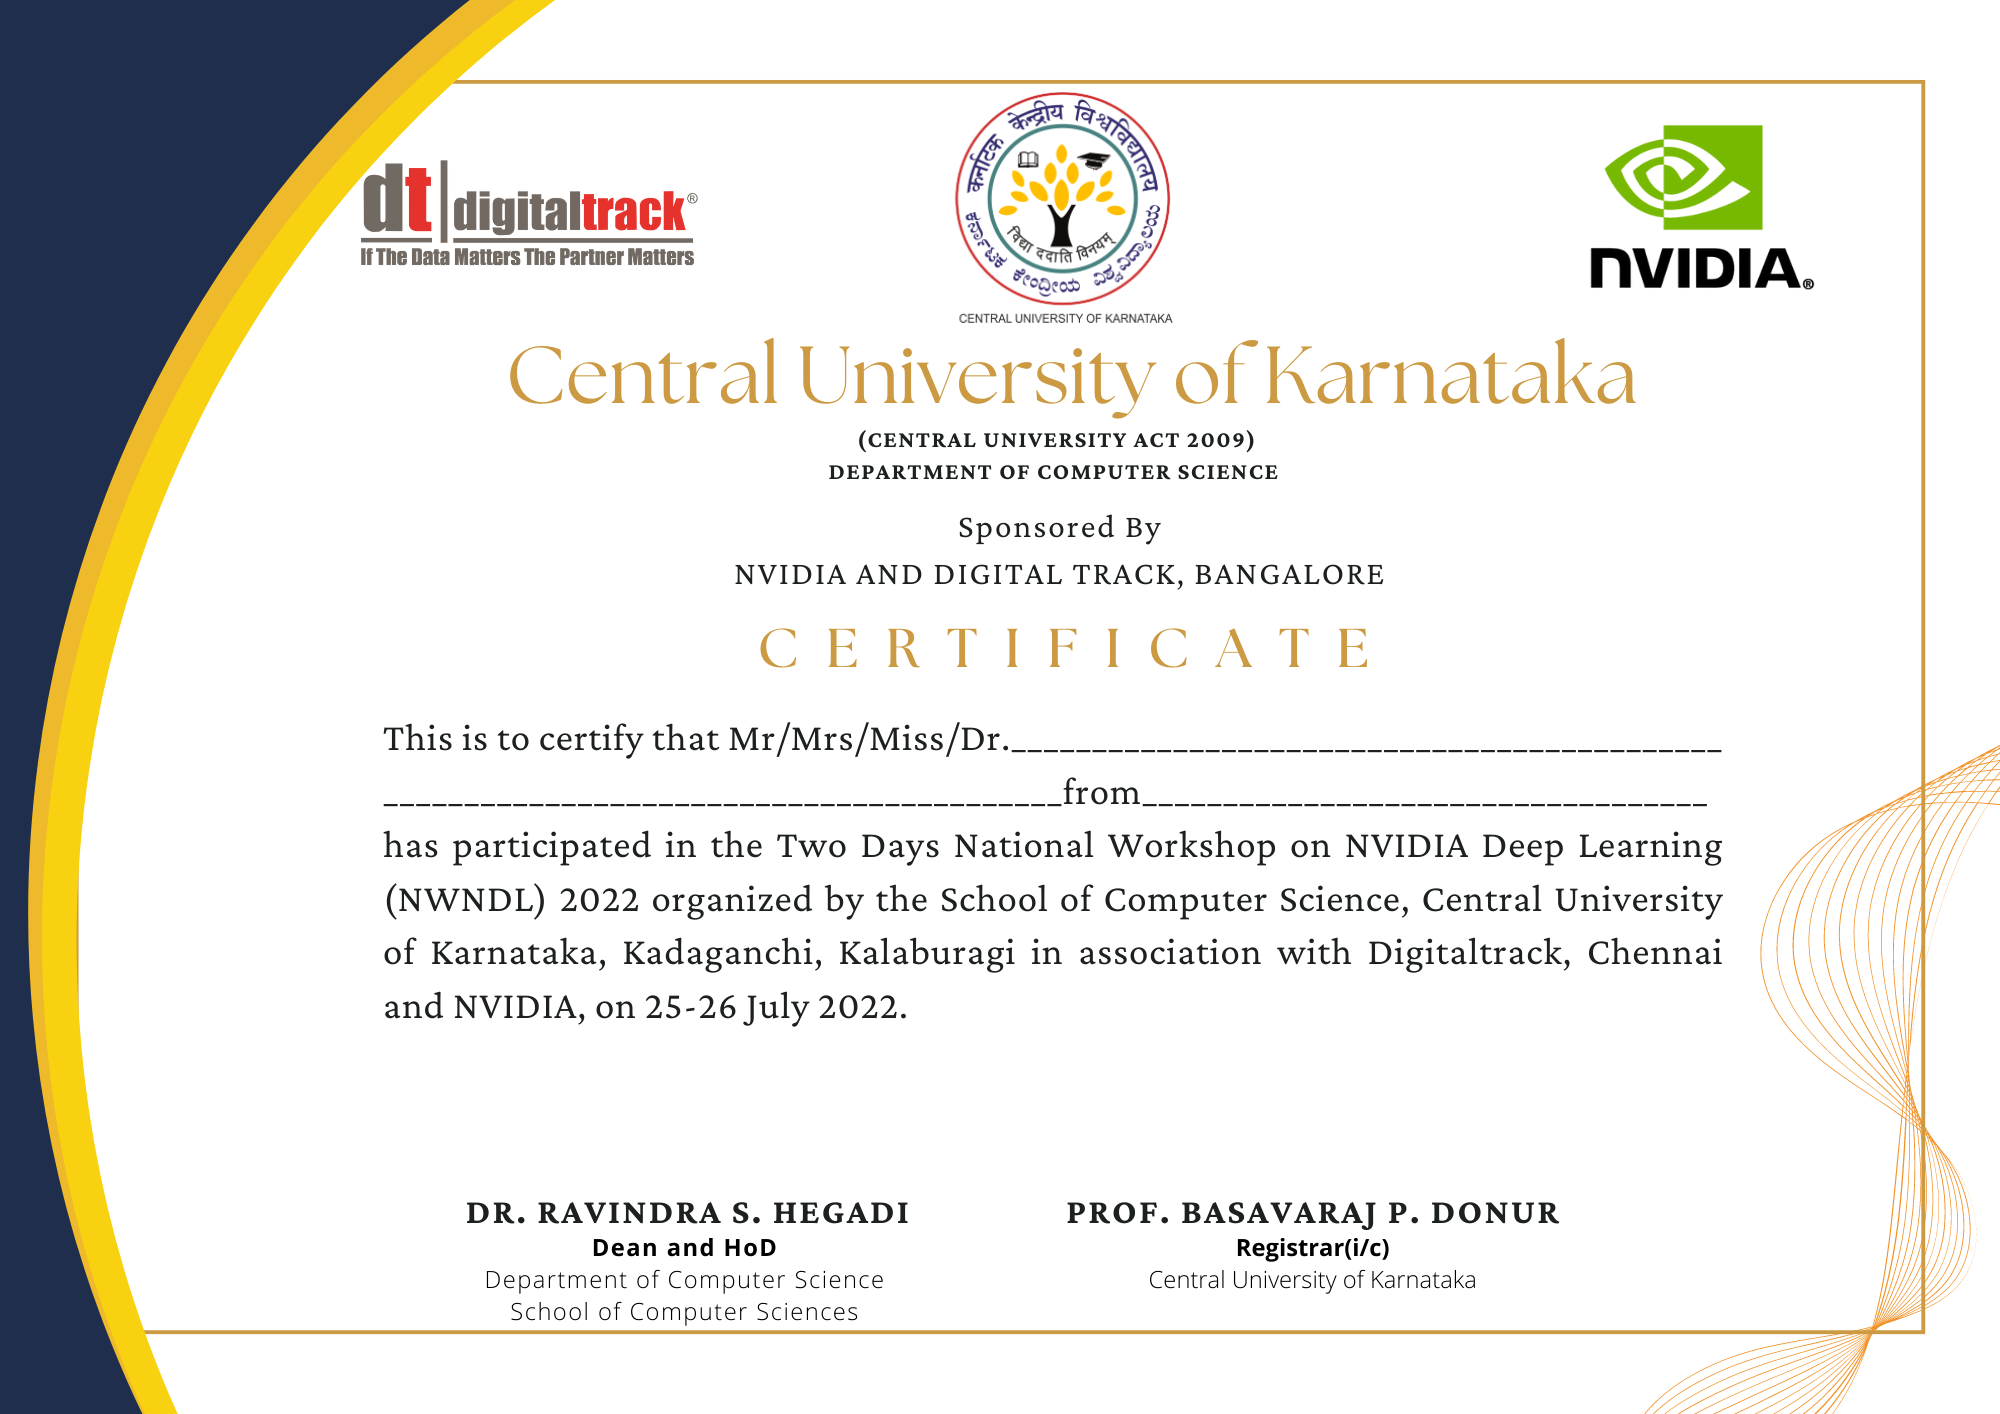 dt digitaltrack®
If The Data Matters The Partner Matters
कर्नाटक केन्द्रीय विश्वविद्यालय
विद्या ददाति विनयम्
ಕರ್ನಾಟಕ ಕೇಂದ್ರೀಯ ವಿಶ್ವವಿದ್ಯಾಲಯ
CENTRAL UNIVERSITY OF KARNATAKA
NVIDIA®
Central University of Karnataka
(CENTRAL UNIVERSITY ACT 2009)
DEPARTMENT OF COMPUTER SCIENCE
Sponsored By
NVIDIA AND DIGITAL TRACK, BANGALORE
CERTIFICATE
This is to certify that Mr/Mrs/Miss/Dr.____________________________________________
__________________________________________from___________________________________
has participated in the Two Days National Workshop on NVIDIA Deep Learning
(NWNDL) 2022 organized by the School of Computer Science, Central University
of Karnataka, Kadaganchi, Kalaburagi in association with Digitaltrack, Chennai
and NVIDIA, on 25-26 July 2022.
DR. RAVINDRA S. HEGADI
Dean and HoD
Department of Computer Science
School of Computer Sciences
PROF. BASAVARAJ P. DONUR
Registrar(i/c)
Central University of Karnataka